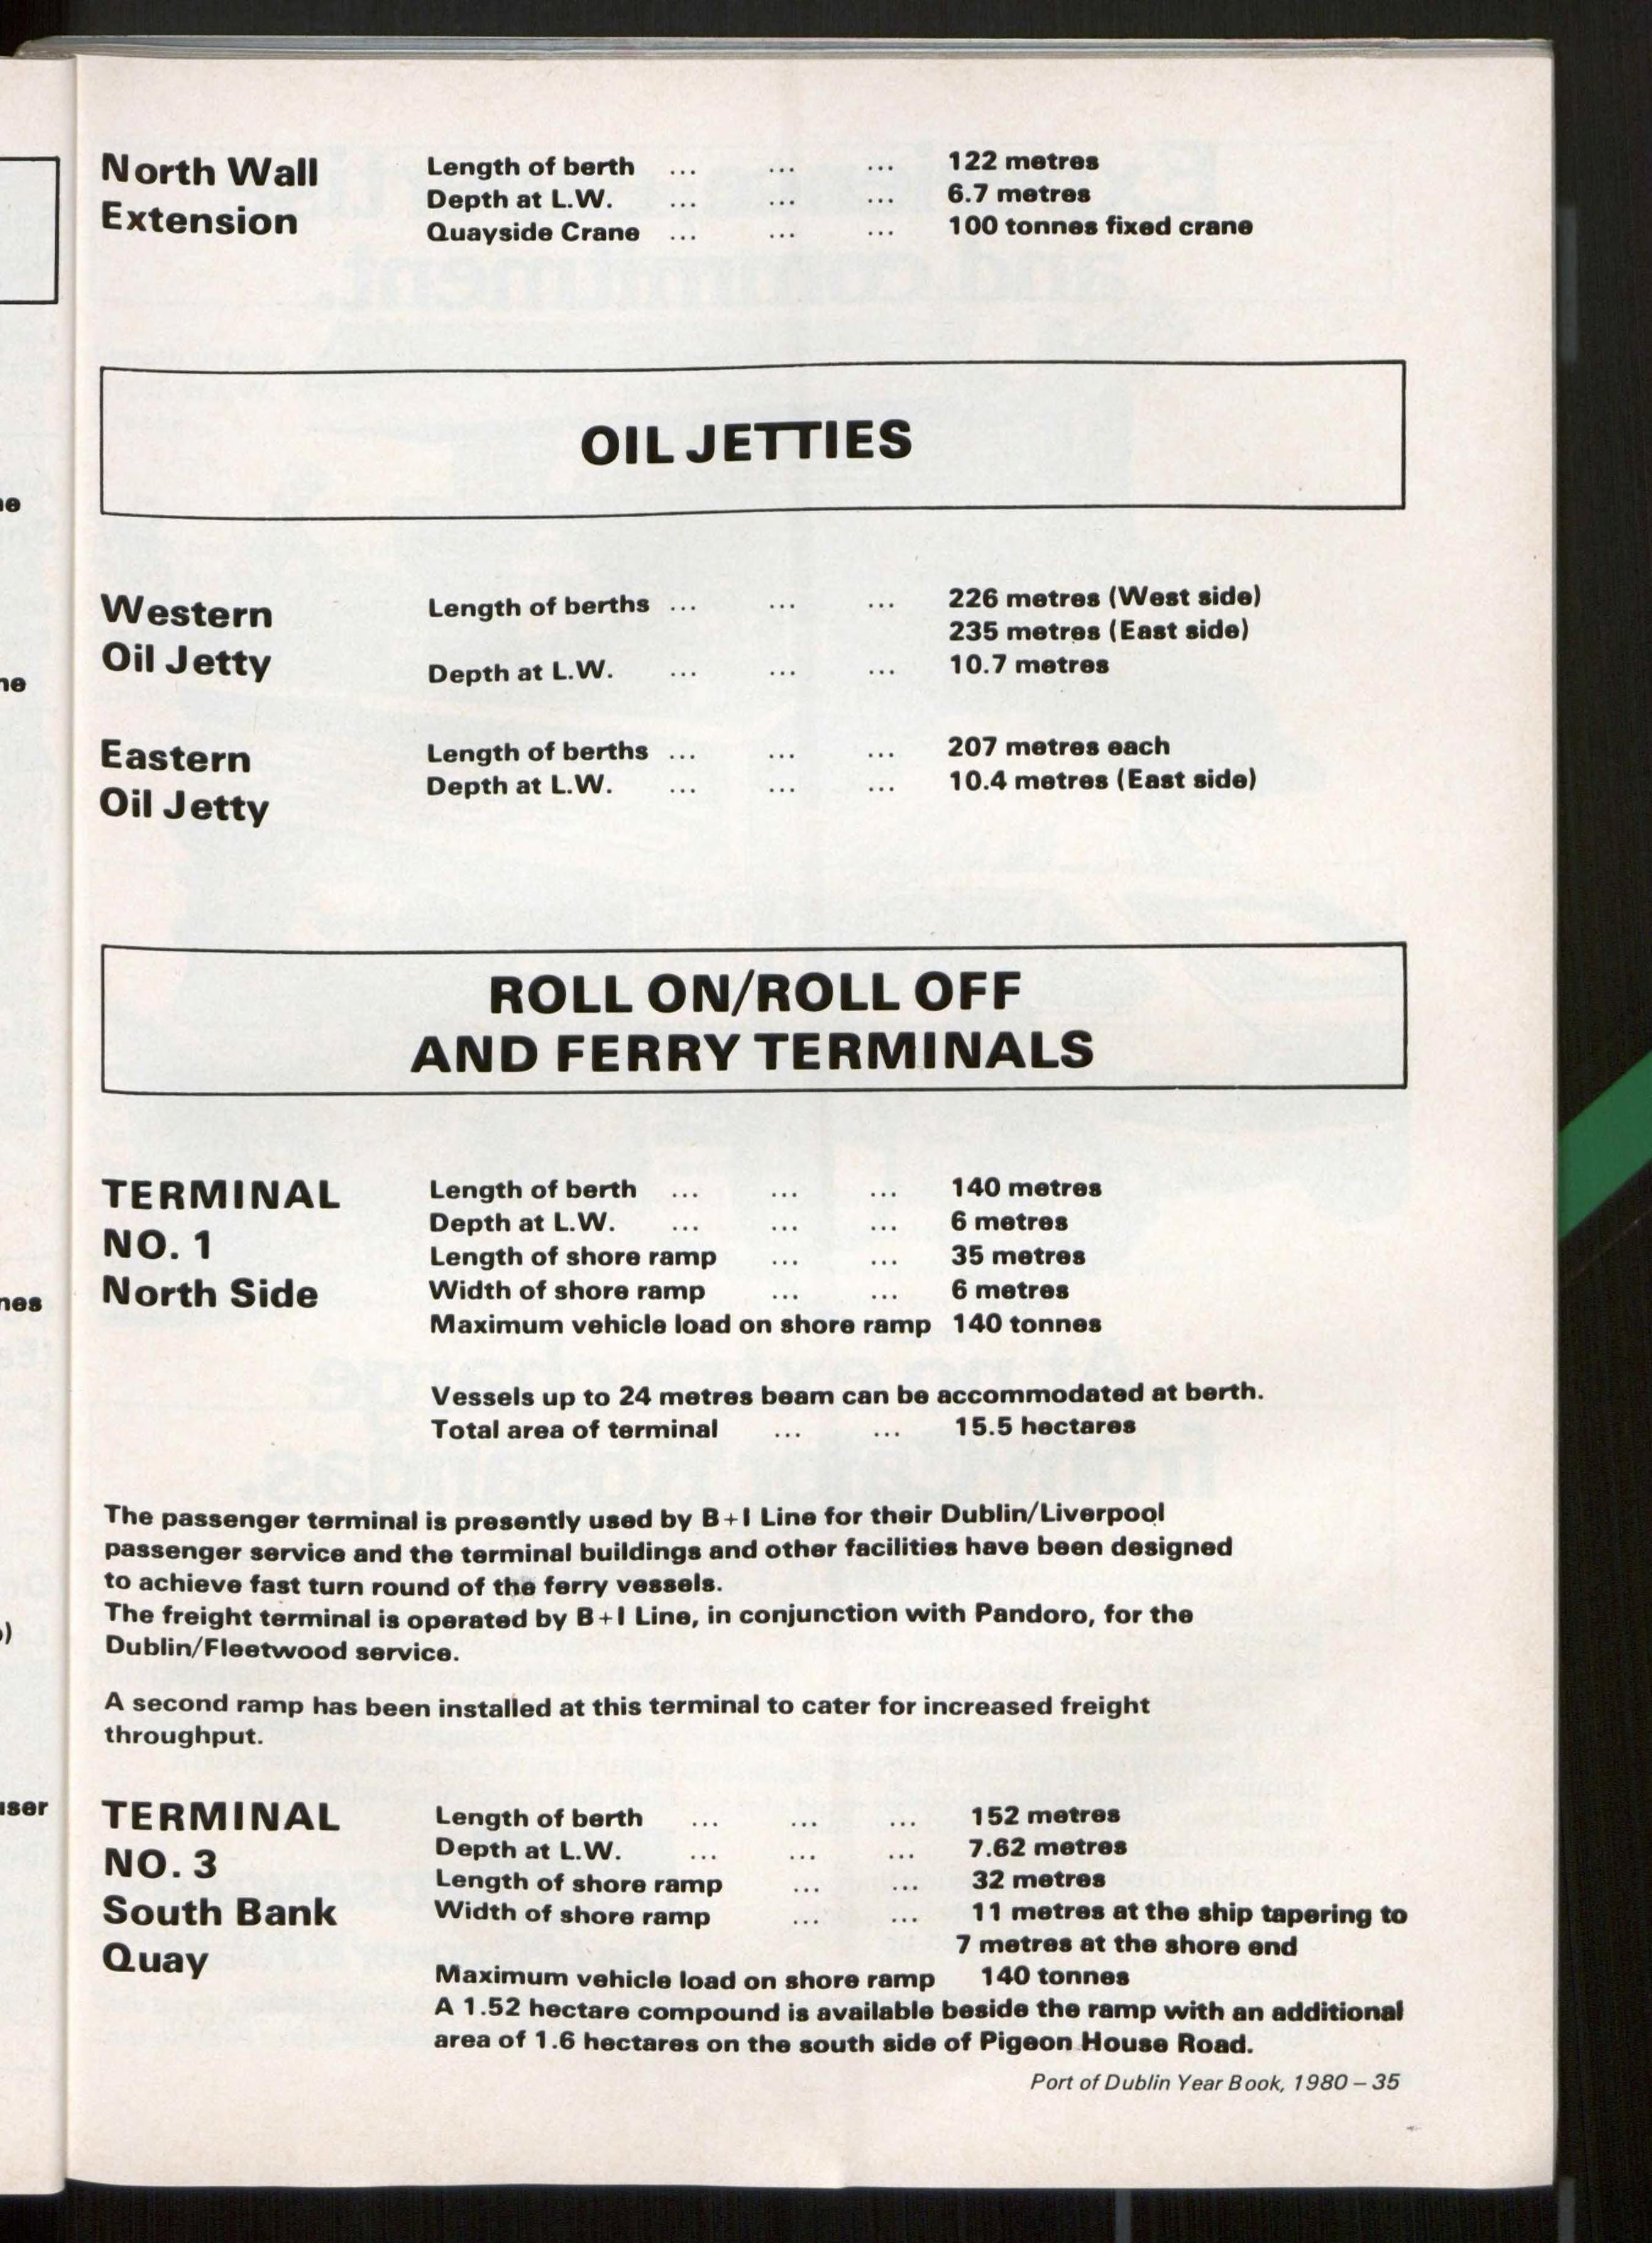 North Wall
Extension
Length of berth ... ... ... 122 metres
Depth at L.W. ... ... ... 6.7 metres
Quayside Crane ... ... ... 100 tonnes fixed crane
OIL JETTIES
Western
Oil Jetty
Length of berths ... ... ... 226 metres (West side)
235 metres (East side)
Depth at L.W. ... ... ... 10.7 metres
Eastern
Oil Jetty
Length of berths ... ... ... 207 metres each
Depth at L.W. ... ... ... 10.4 metres (East side)
ROLL ON/ROLL OFF
AND FERRY TERMINALS
TERMINAL
NO. 1
North Side
Length of berth ... ... ... 140 metres
Depth at L.W. ... ... ... 6 metres
Length of shore ramp ... ... 35 metres
Width of shore ramp ... ... 6 metres
Maximum vehicle load on shore ramp 140 tonnes
Vessels up to 24 metres beam can be accommodated at berth.
Total area of terminal ... ... 15.5 hectares
The passenger terminal is presently used by B+I Line for their Dublin/Liverpool
passenger service and the terminal buildings and other facilities have been designed
to achieve fast turn round of the ferry vessels.
The freight terminal is operated by B+I Line, in conjunction with Pandoro, for the
Dublin/Fleetwood service.
A second ramp has been installed at this terminal to cater for increased freight
throughput.
TERMINAL
NO. 3
South Bank
Quay
Length of berth ... ... ... 152 metres
Depth at L.W. ... ... ... 7.62 metres
Length of shore ramp ... ... 32 metres
Width of shore ramp ... ... 11 metres at the ship tapering to
7 metres at the shore end
Maximum vehicle load on shore ramp 140 tonnes
A 1.52 hectare compound is available beside the ramp with an additional
area of 1.6 hectares on the south side of Pigeon House Road.
Port of Dublin Year Book, 1980 – 35